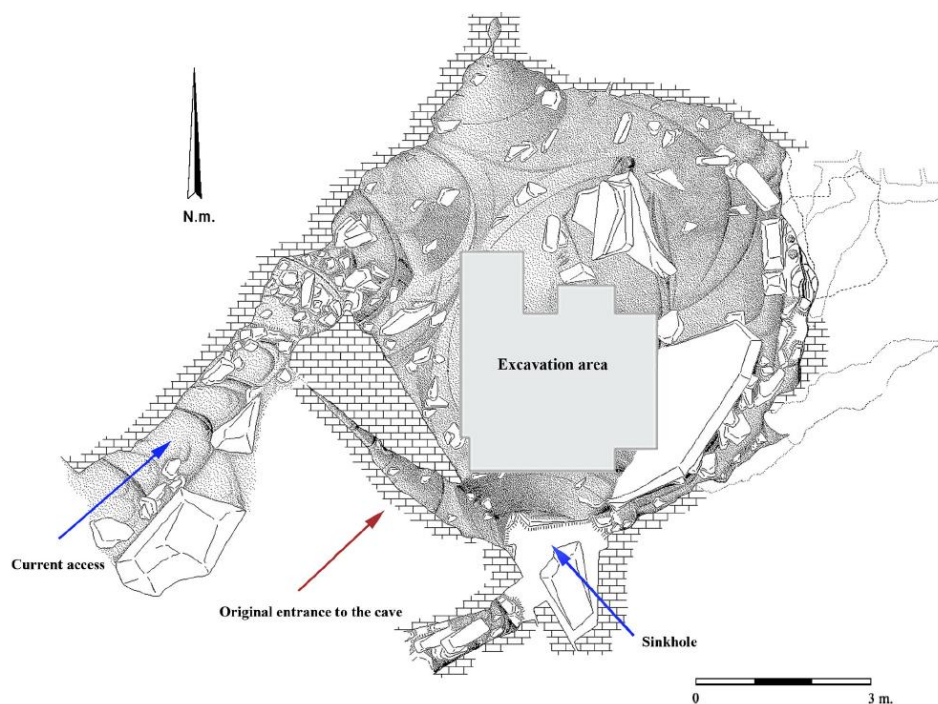 N.m.
Excavation area
Current access
Original entrance to the cave
Sinkhole
0 3 m.